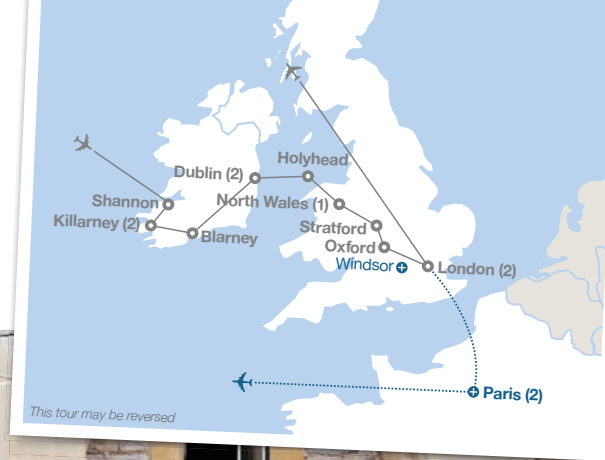 Holyhead
Dublin (2)
Shannon
North Wales (1)
Killarney (2)
Stratford
Blarney
Oxford
Windsor
London (2)
Paris (2)
This tour may be reversed